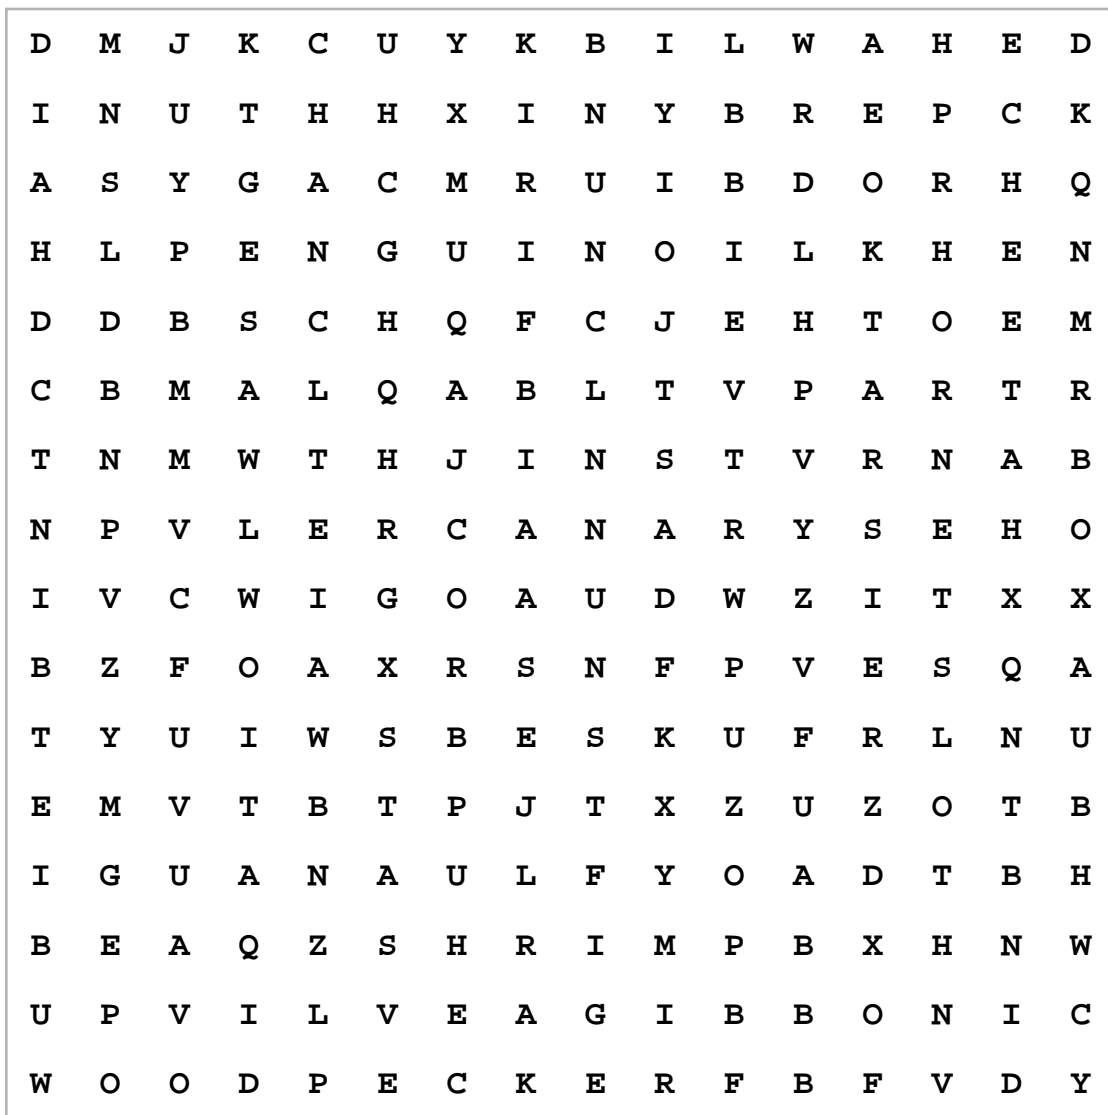 D M J K C U Y K B I L W A H E D
I N U T H H X I N Y B R E P C K
A S Y G A C M R U I B D O R H Q
H L P E N G U I N O I L K H E N
D D B S C H Q F C J E H T O E M
C B M A L Q A B L T V P A R T R
T N M W T H J I N S T V R N A B
N P V L E R C A N A R Y S E H O
I V C W I G O A U D W Z I T X X
B Z F O A X R S N F P V E S Q A
T Y U I W S B E S K U F R L N U
E M V T B T P J T X Z U Z O T B
I G U A N A U L F Y O A D T B H
B E A Q Z S H R I M P B X H N W
U P V I L V E A G I B B O N I C
W O O D P E C K E R F B F V D Y